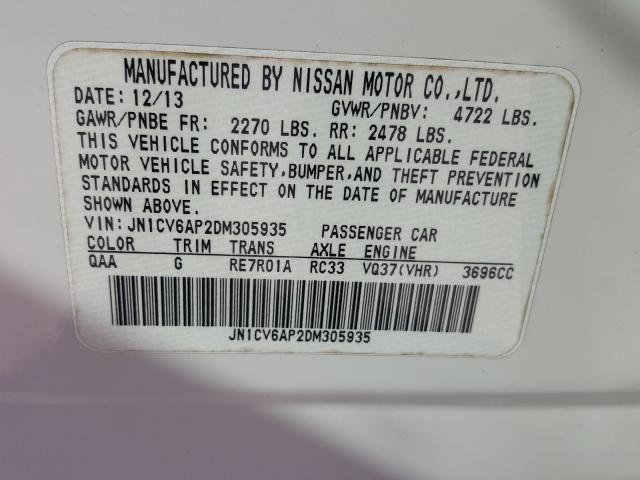 MANUFACTURED BY NISSAN MOTOR CO.,LTD.
DATE: 12/13 GVWR/PNBV: 4722 LBS.
GAWR/PNBE FR: 2270 LBS. RR: 2478 LBS.
THIS VEHICLE CONFORMS TO ALL APPLICABLE FEDERAL
MOTOR VEHICLE SAFETY,BUMPER,AND THEFT PREVENTION
STANDARDS IN EFFECT ON THE DATE OF MANUFACTURE
SHOWN ABOVE.
VIN:JN1CV6AP2DM305935 PASSENGER CAR
COLOR TRIM TRANS AXLE ENGINE
QAA G RE7R01A RC33 VQ37(VHR) 3696CC
JN1CV6AP2DM305935